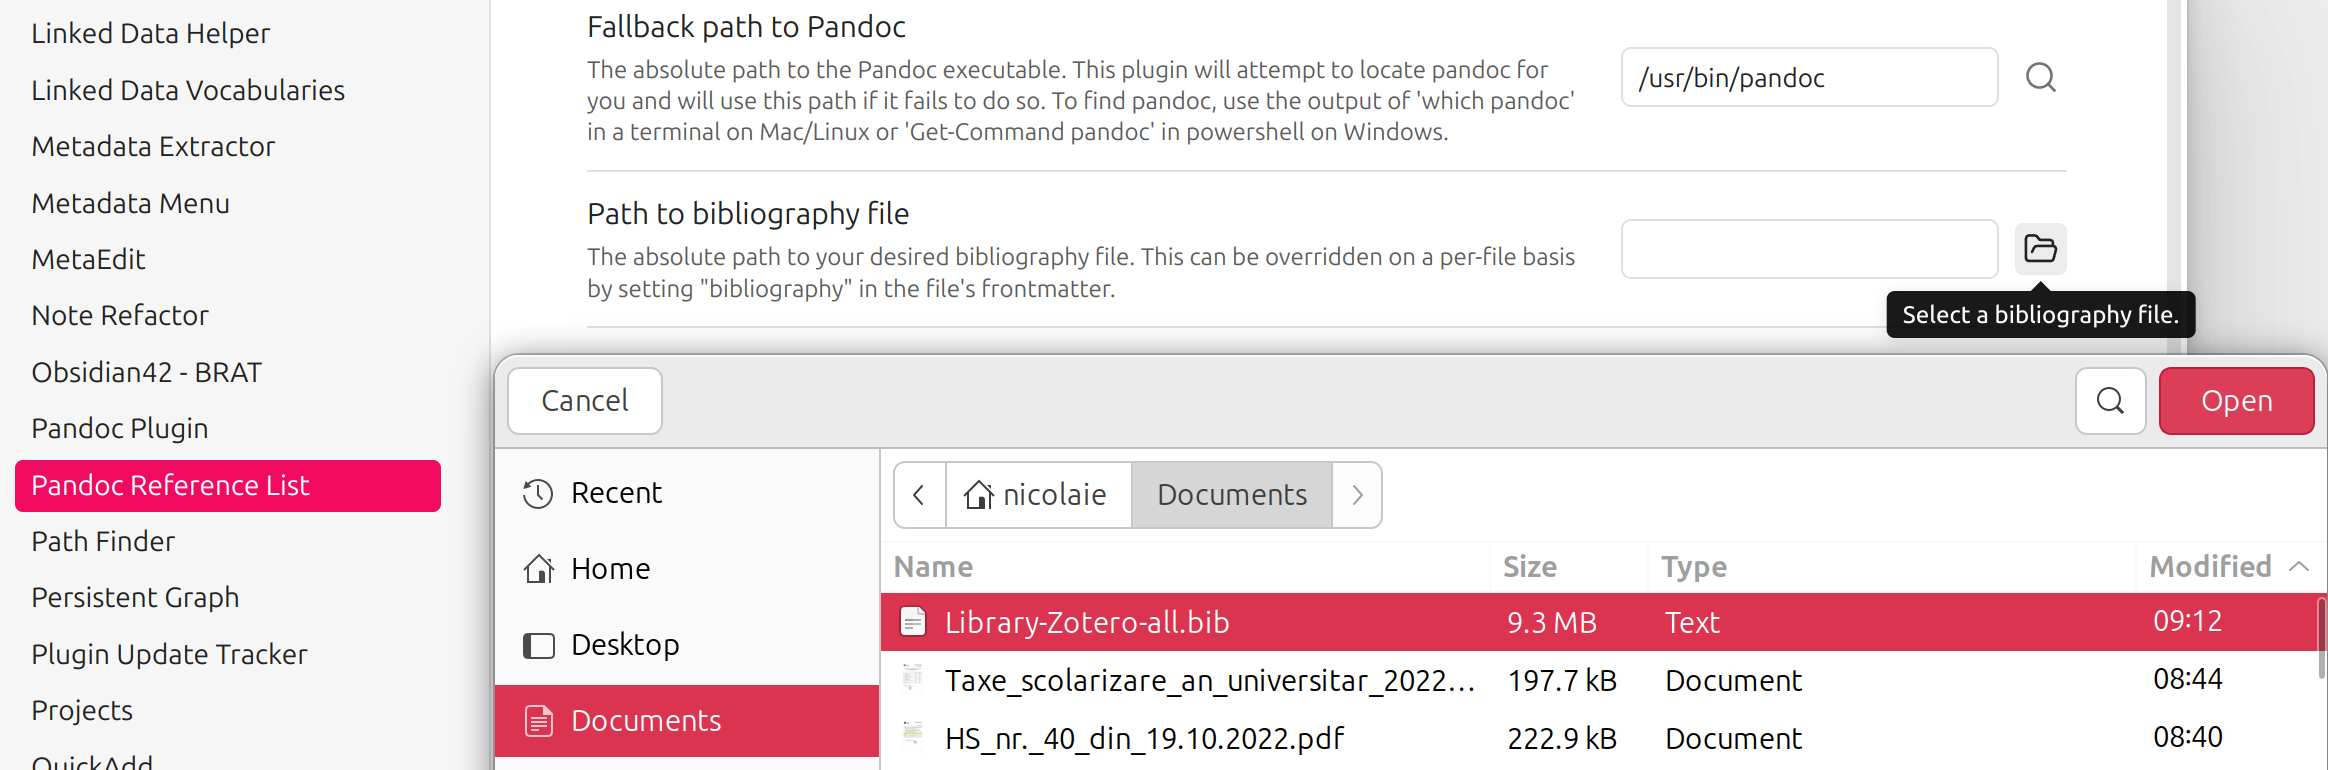 Linked Data Helper
Linked Data Vocabularies
Metadata Extractor
Metadata Menu
MetaEdit
Note Refactor
Obsidian42 - BRAT
Pandoc Plugin
Pandoc Reference List
Path Finder
Persistent Graph
Plugin Update Tracker
Projects
QuickAdd
Fallback path to Pandoc
The absolute path to the Pandoc executable. This plugin will attempt to locate pandoc for
you and will use this path if it fails to do so. To find pandoc, use the output of 'which pandoc'
in a terminal on Mac/Linux or 'Get-Command pandoc' in powershell on Windows.
/usr/bin/pandoc
Path to bibliography file
The absolute path to your desired bibliography file. This can be overridden on a per-file basis
by setting "bibliography" in the file's frontmatter.
Select a bibliography file.
Cancel
Open
Recent
Home
Desktop
Documents
nicolaie Documents
Name Size Type Modified
Library-Zotero-all.bib 9.3 MB Text 09:12
Taxe_scolarizare_an_universitar_2022... 197.7 kB Document 08:44
HS_nr._40_din_19.10.2022.pdf 222.9 kB Document 08:40